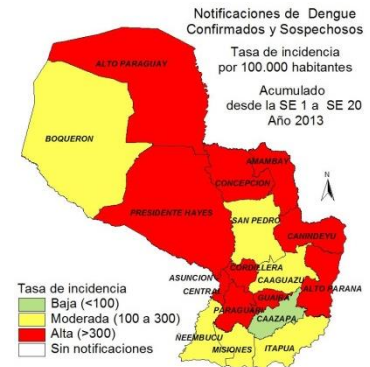 Notificaciones de Dengue
Confirmados y Sospechosos
Tasa de incidencia
por 100.000 habitantes
Acumulado
desde la SE 1 a SE 20
Año 2013
ALTO PARAGUAY
BOQUERON
N
AMAMBAY
CONCEPCION
PRESIDENTE HAYES
SAN PEDRO
CANINDEYU
CORDILLERA
ASUNCION
CAAGUAZU
CENTRAL
ALTO PARANA
GUAIRA
PARAGUARI
CAAZAPA
ÑEEMBUCU
MISIONES
ITAPUA
Tasa de incidencia
Baja (<100)
Moderada (100 a 300)
Alta (>300)
Sin notificaciones